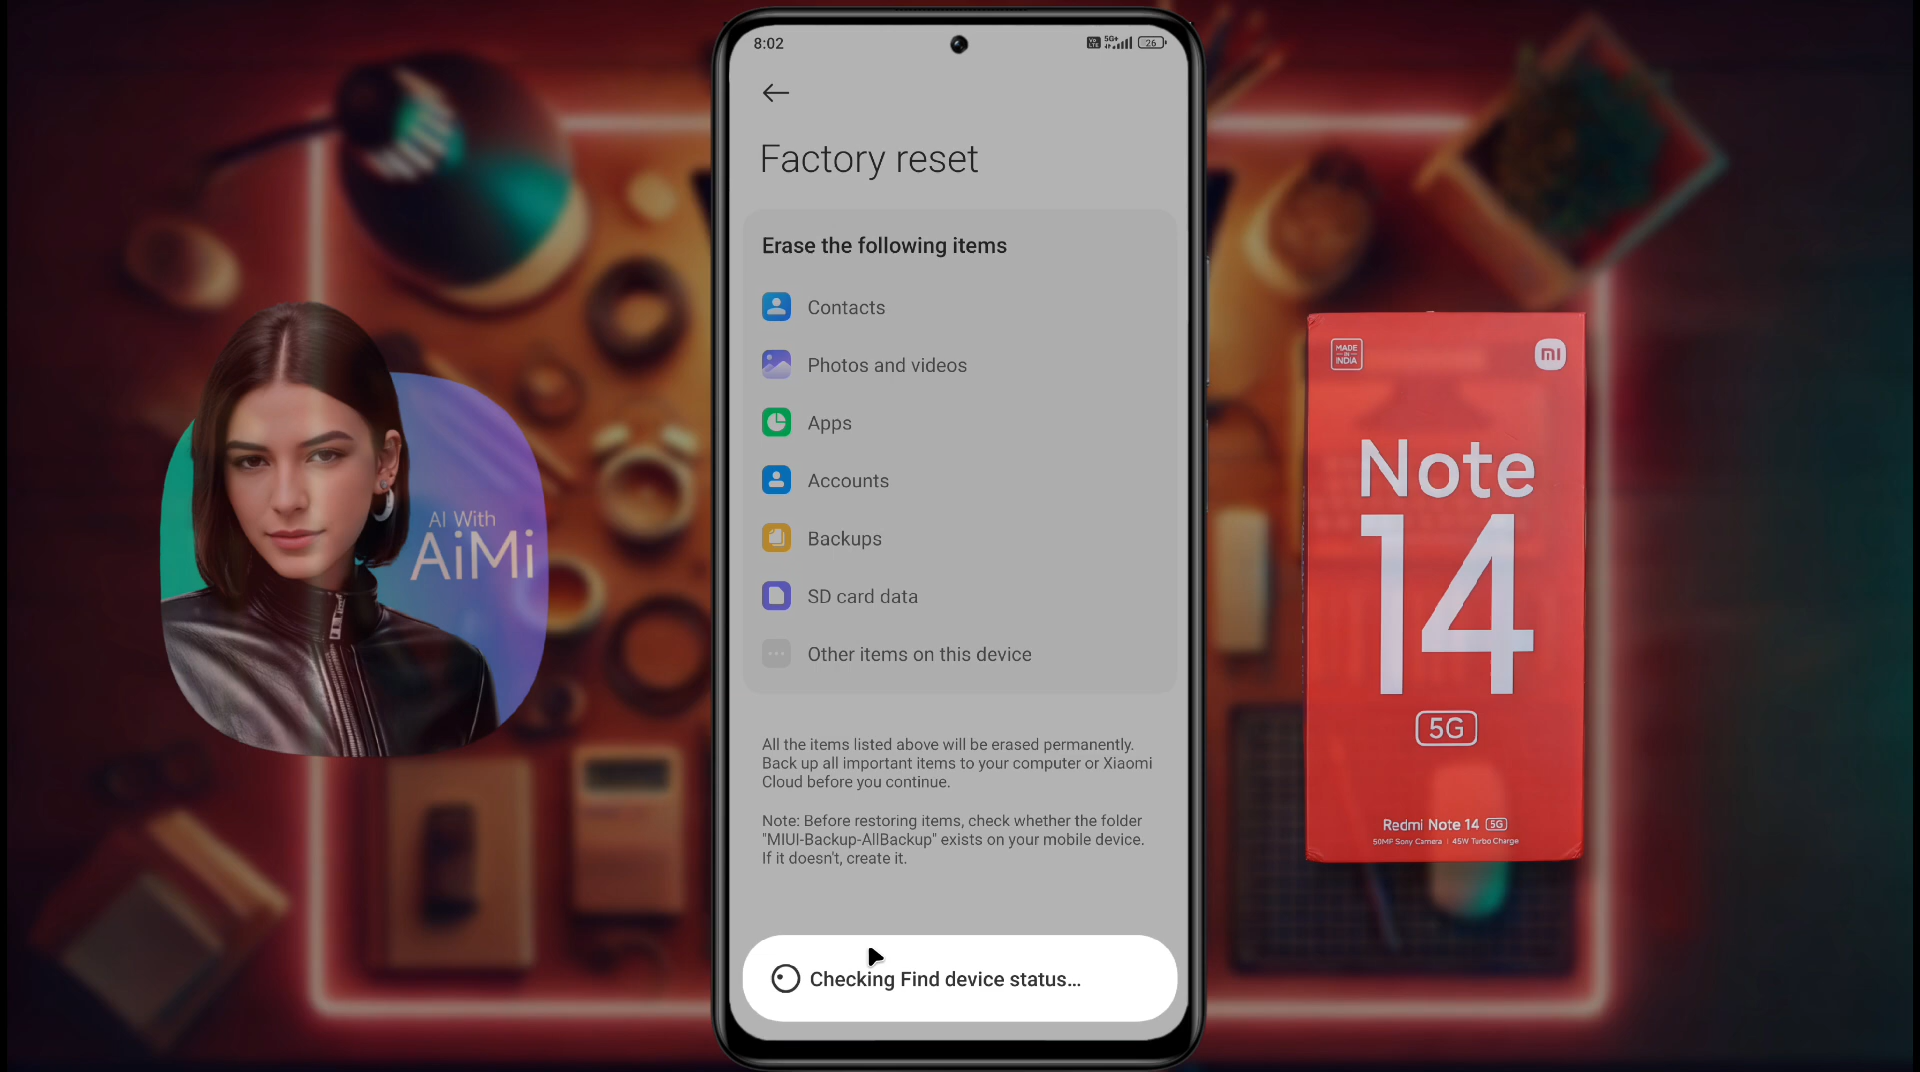 8:02
Vo
LTE
5G+
26
Factory reset
Erase the following items
Contacts
Photos and videos
Apps
Accounts
Backups
SD card data
Other items on this device
All the items listed above will be erased permanently.
Back up all important items to your computer or Xiaomi
Cloud before you continue.
Note: Before restoring items, check whether the folder
"MIUI-Backup-AllBackup" exists on your mobile device.
If it doesn't, create it.
Checking Find device status...
AI With
AiMi
MADE
IN
INDIA
mi
Note
14
5G
Redmi Note 14 5G
50MP Sony Camera | 45W Turbo Charge